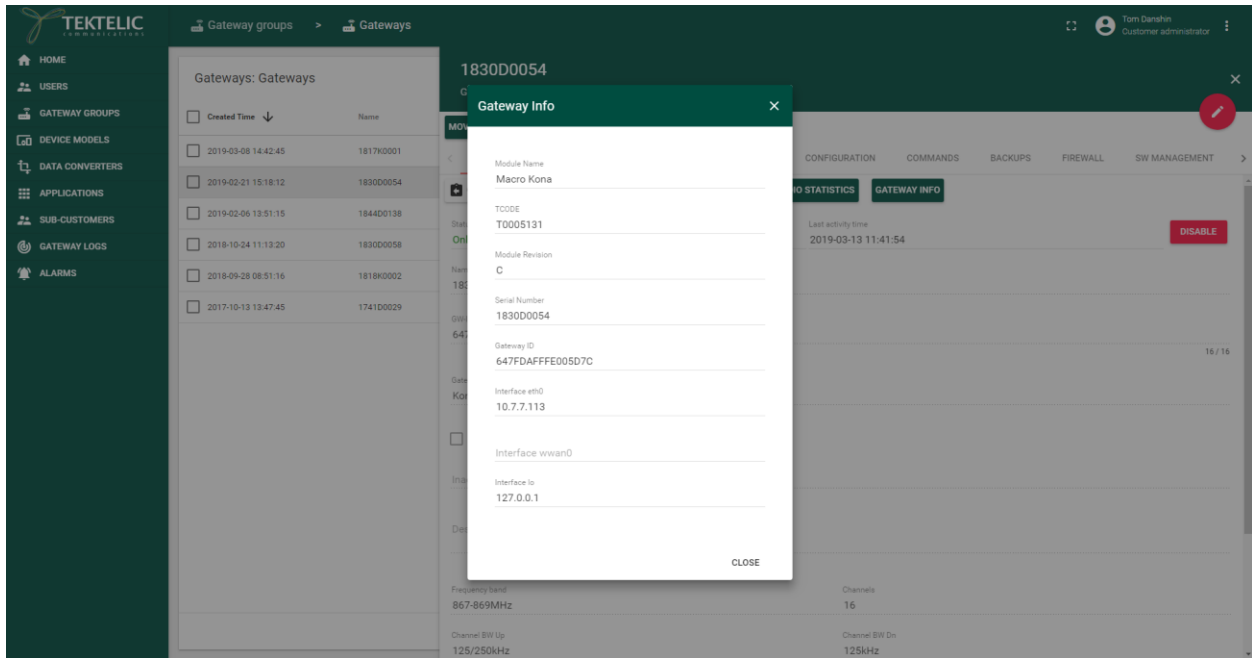 TEKTELIC
communications
Gateway groups > Gateways
Tom Danshin
Customer administrator
HOME
USERS
GATEWAY GROUPS
DEVICE MODELS
DATA CONVERTERS
APPLICATIONS
SUB-CUSTOMERS
GATEWAY LOGS
ALARMS
Gateways: Gateways
Created Time Name
2019-03-08 14:42:45 1817K0001
2019-02-21 15:18:12 1830D0054
2019-02-06 13:51:15 1844D0138
2018-10-24 11:13:20 1830D0058
2018-09-28 08:51:16 1818K0002
2017-10-13 13:47:45 1741D0029
1830D0054
Gateway Info
Module Name
Macro Kona
TCODE
T0005131
Module Revision
C
Serial Number
1830D0054
Gateway ID
647FDAFFFE005D7C
Interface eth0
10.7.7.113
Interface wwan0
Interface lo
127.0.0.1
CLOSE
CONFIGURATION COMMANDS BACKUPS FIREWALL SW MANAGEMENT
STATISTICS GATEWAY INFO
Last activity time
2019-03-13 11:41:54
DISABLE
16 / 16
Frequency band
867-869MHz
Channels
16
Channel BW Up
125/250kHz
Channel BW Dn
125kHz